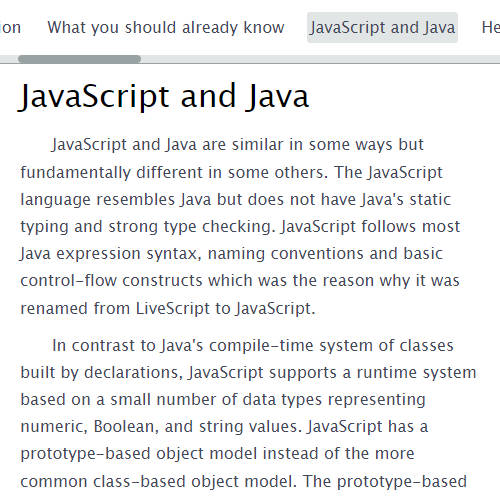 ion What you should already know JavaScript and Java He
JavaScript and Java
JavaScript and Java are similar in some ways but
fundamentally different in some others. The JavaScript
language resembles Java but does not have Java's static
typing and strong type checking. JavaScript follows most
Java expression syntax, naming conventions and basic
control-flow constructs which was the reason why it was
renamed from LiveScript to JavaScript.
In contrast to Java's compile-time system of classes
built by declarations, JavaScript supports a runtime system
based on a small number of data types representing
numeric, Boolean, and string values. JavaScript has a
prototype-based object model instead of the more
common class-based object model. The prototype-based